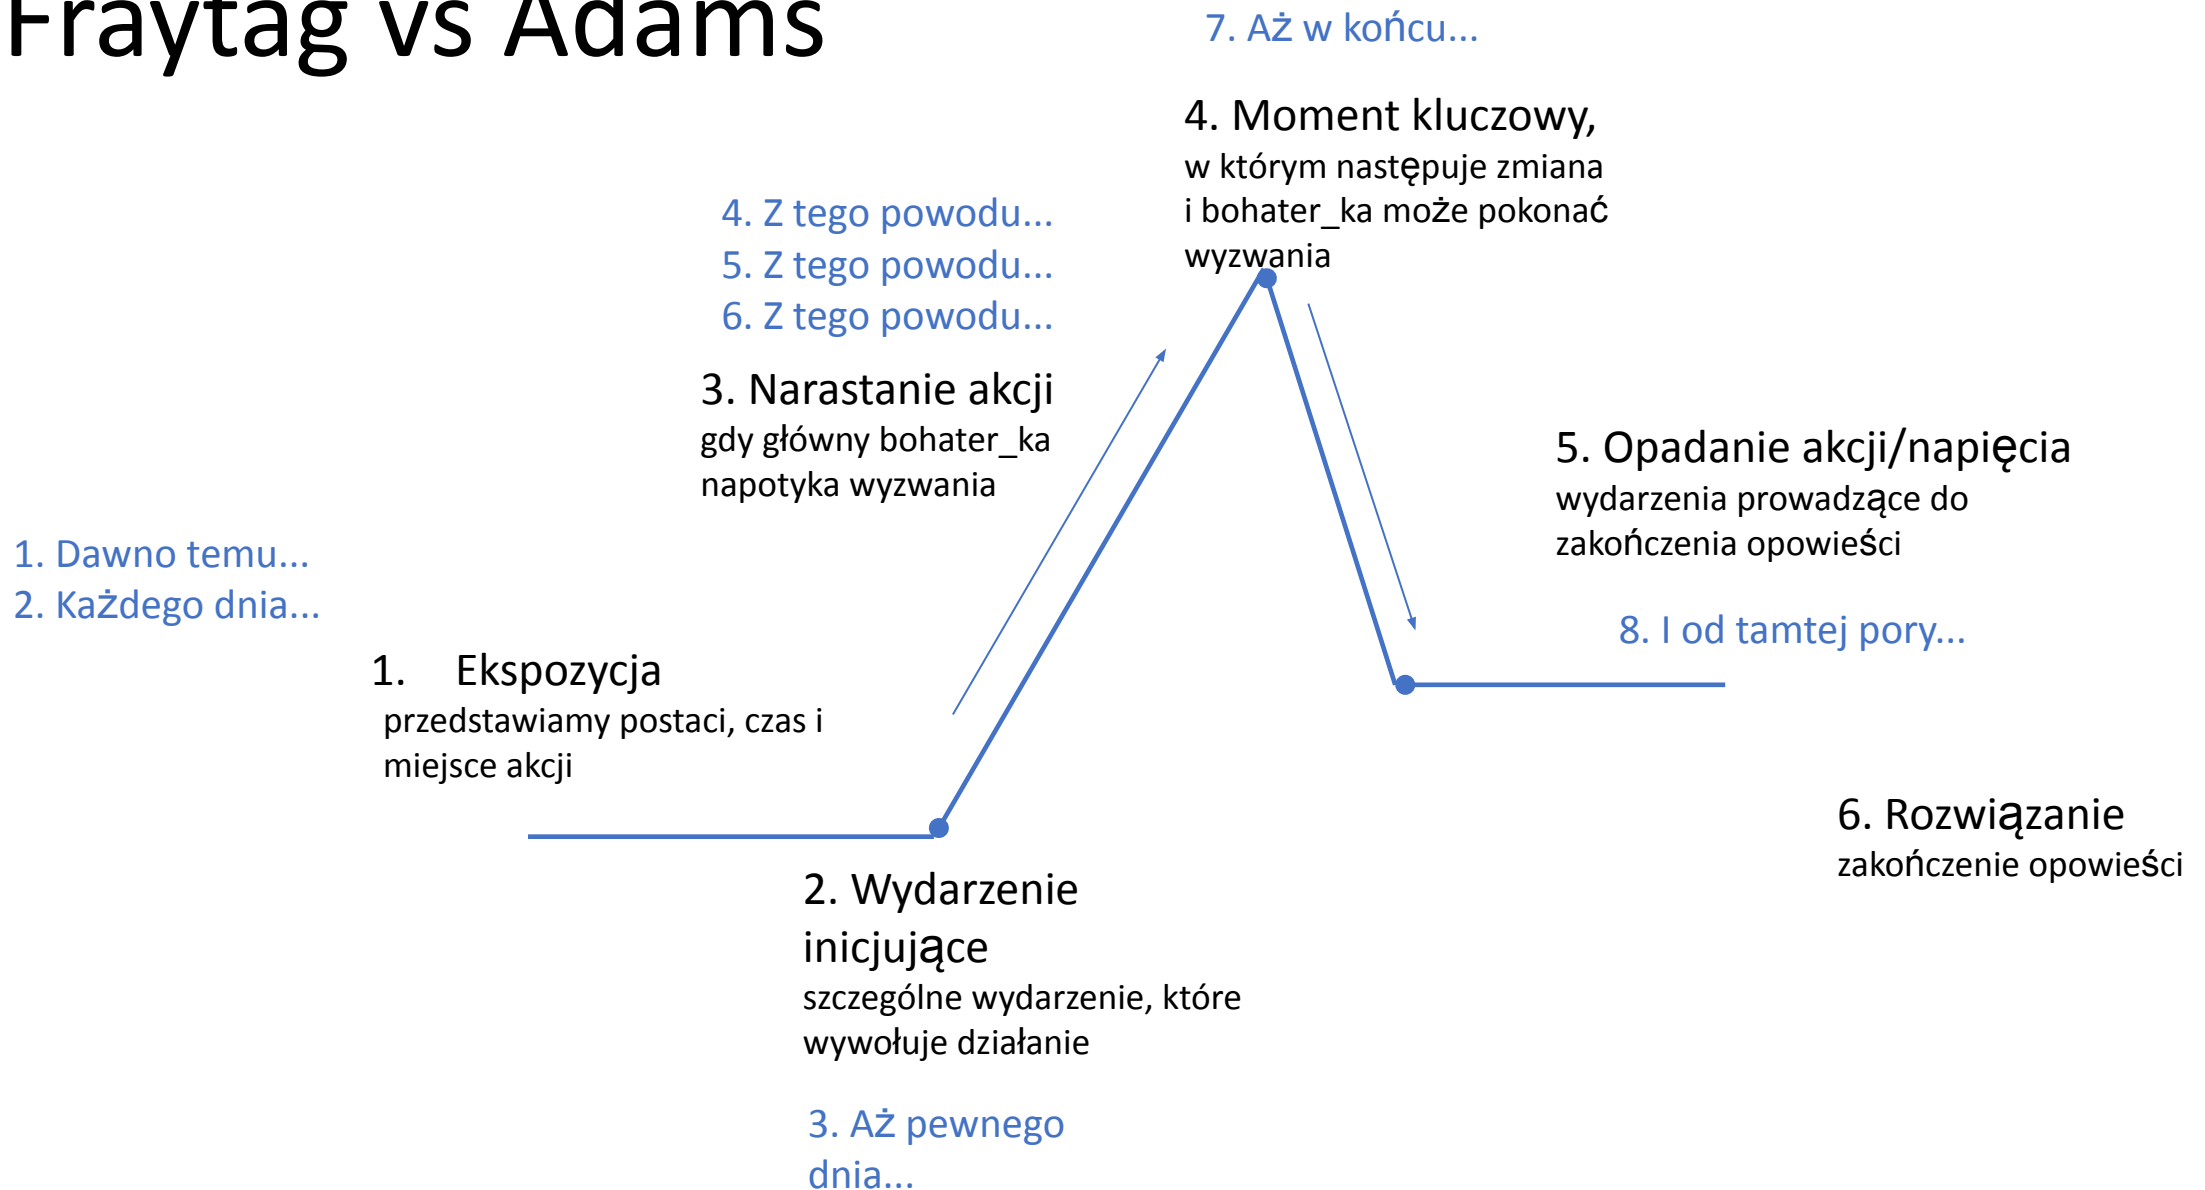 Fraytag vs Adams
7. Aż w końcu...
4. Moment kluczowy,
w którym następuje zmiana
i bohater_ka może pokonać
wyzwania
4. Z tego powodu...
5. Z tego powodu...
6. Z tego powodu...
3. Narastanie akcji
gdy główny bohater_ka
napotyka wyzwania
5. Opadanie akcji/napięcia
wydarzenia prowadzące do
zakończenia opowieści
8. I od tamtej pory...
1. Dawno temu...
2. Każdego dnia...
1. Ekspozycja
przedstawiamy postaci, czas i
miejsce akcji
6. Rozwiązanie
zakończenie opowieści
2. Wydarzenie
inicjujące
szczególne wydarzenie, które
wywołuje działanie
3. Aż pewnego
dnia...